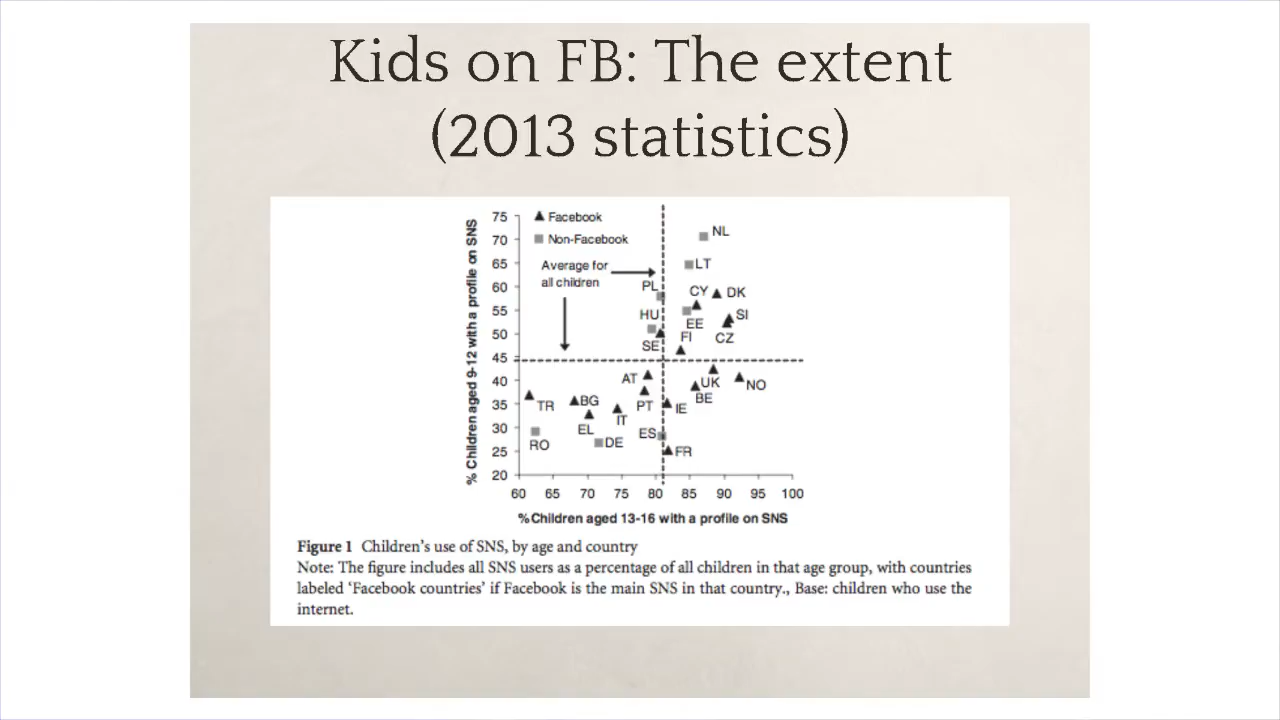 Kids on FB: The extent
(2013 statistics)
% Children aged 9-12 with a profile on SNS
75
70
65
60
55
50
45
40
35
30
25
20
Facebook
Non-Facebook
Average for
all children
NL
LT
PL
CY
DK
HU
EE
SI
SE
FI
CZ
AT
UK
NO
TR
BG
PT
BE
IE
EL
IT
RO
DE
ES
FR
60 65 70 75 80 85 90 95 100
%Children aged 13-16 with a profile on SNS
Figure 1 Children's use of SNS, by age and country
Note: The figure includes all SNS users as a percentage of all children in that age group, with countries
labeled 'Facebook countries' if Facebook is the main SNS in that country., Base: children who use the
internet.